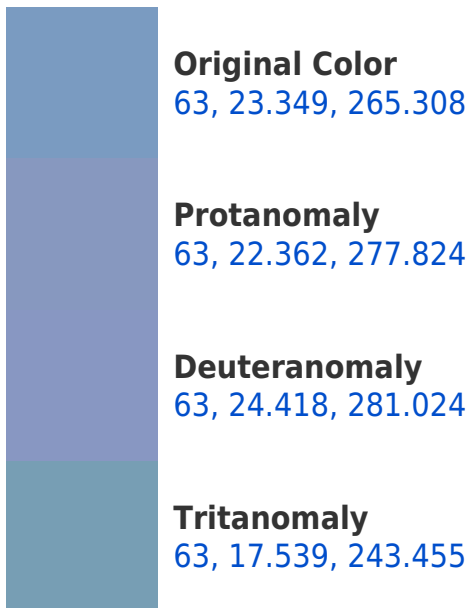 Original Color
63, 23.349, 265.308
Protanomaly
63, 22.362, 277.824
Deuteranomaly
63, 24.418, 281.024
Tritanomaly
63, 17.539, 243.455